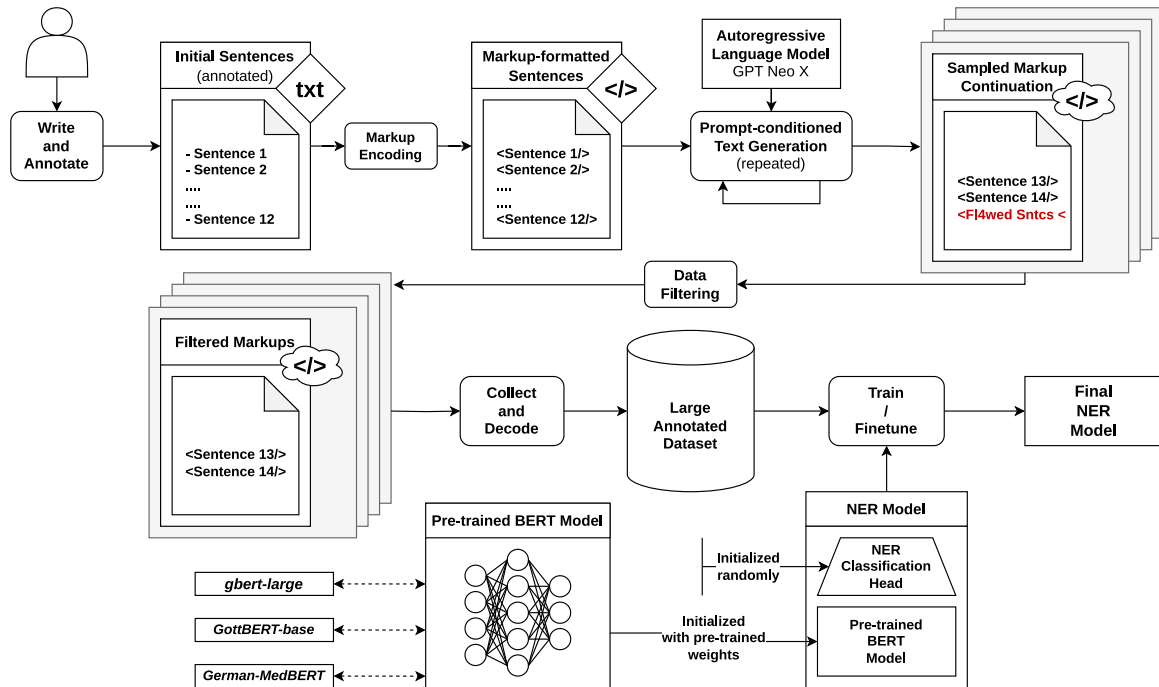 Write
and
Annotate
Initial Sentences
(annotated)
txt
- Sentence 1
- Sentence 2
....
....
- Sentence 12
Markup
Encoding
Markup-formatted
Sentences
</>
<Sentence 1/>
<Sentence 2/>
....
....
<Sentence 12/>
Autoregressive
Language Model
GPT Neo X
Prompt-conditioned
Text Generation
(repeated)
Sampled Markup
Continuation
</>
<Sentence 13/>
<Sentence 14/>
<Fl4wed Sntcs <
Data
Filtering
Filtered Markups
</>
<Sentence 13/>
<Sentence 14/>
Collect
and
Decode
Large
Annotated
Dataset
Train
/
Finetune
Final
NER
Model
Pre-trained BERT Model
gbert-large
GottBERT-base
German-MedBERT
Initialized
randomly
Initialized
with pre-trained
weights
NER Model
NER
Classification
Head
Pre-trained
BERT
Model